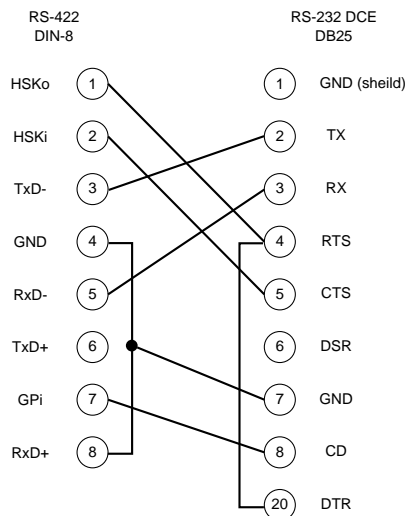 RS-422 RS-232 DCE
DIN-8 DB25
HSKo 1 1 GND (sheild)
HSKi 2 2 TX
TxD- 3 3 RX
GND 4 4 RTS
RxD- 5 5 CTS
TxD+ 6 6 DSR
GPi 7 7 GND
RxD+ 8 8 CD
20 DTR